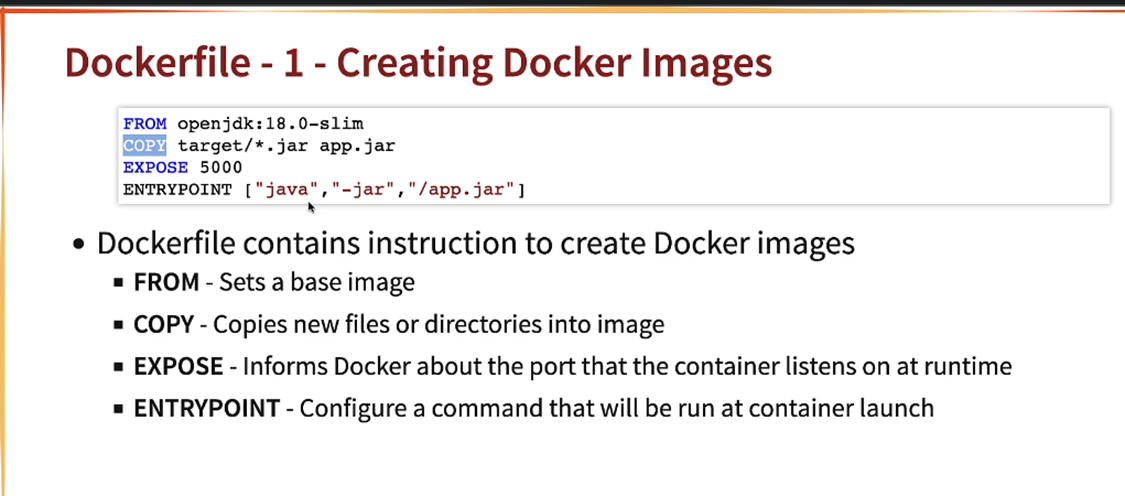 Dockerfile - 1 - Creating Docker Images
FROM openjdk:18.0-slim
COPY target/*.jar app.jar
EXPOSE 5000
ENTRYPOINT ["java","-jar","/app.jar"]
• Dockerfile contains instruction to create Docker images
▪ FROM - Sets a base image
▪ COPY - Copies new files or directories into image
▪ EXPOSE - Informs Docker about the port that the container listens on at runtime
▪ ENTRYPOINT - Configure a command that will be run at container launch